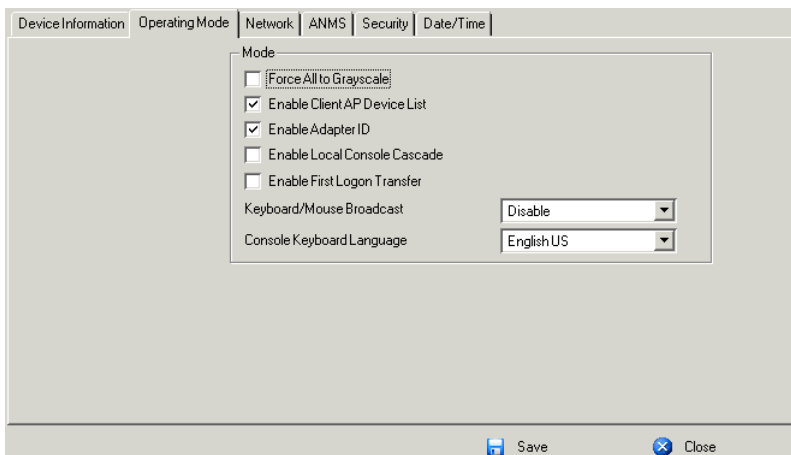 Device Information Operating Mode Network ANMS Security Date/Time
Mode
Force All to Grayscale
Enable Client AP Device List
Enable Adapter ID
Enable Local Console Cascade
Enable First Logon Transfer
Keyboard/Mouse Broadcast Disable
Console Keyboard Language English US
Save Close